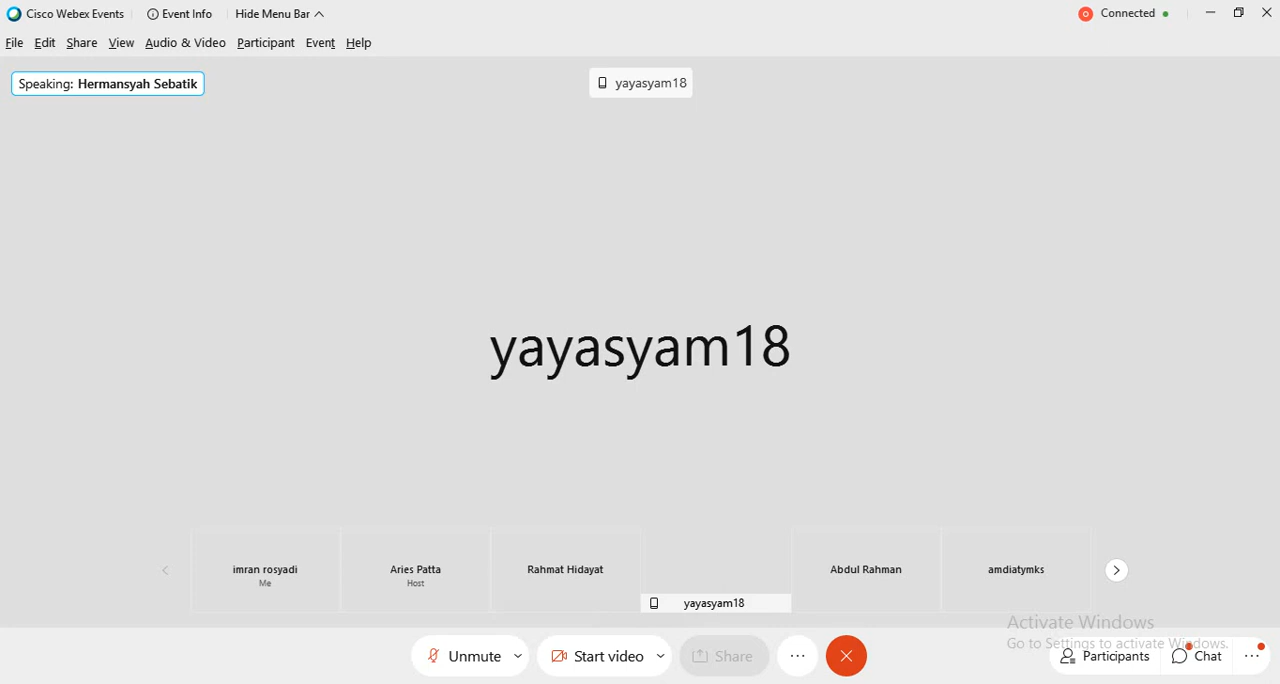 Cisco Webex Events Event Info Hide Menu Bar Connected
File Edit Share View Audio & Video Participant Event Help
Speaking: Hermansyah Sebatik
yayasyam18
yayasyam18
imran rosyadi
Me
Aries Patta
Host
Rahmat Hidayat
yayasyam18
Abdul Rahman
amdiatymks
Activate Windows
Go to Settings to activate Windows.
Unmute Start video Share Participants Chat